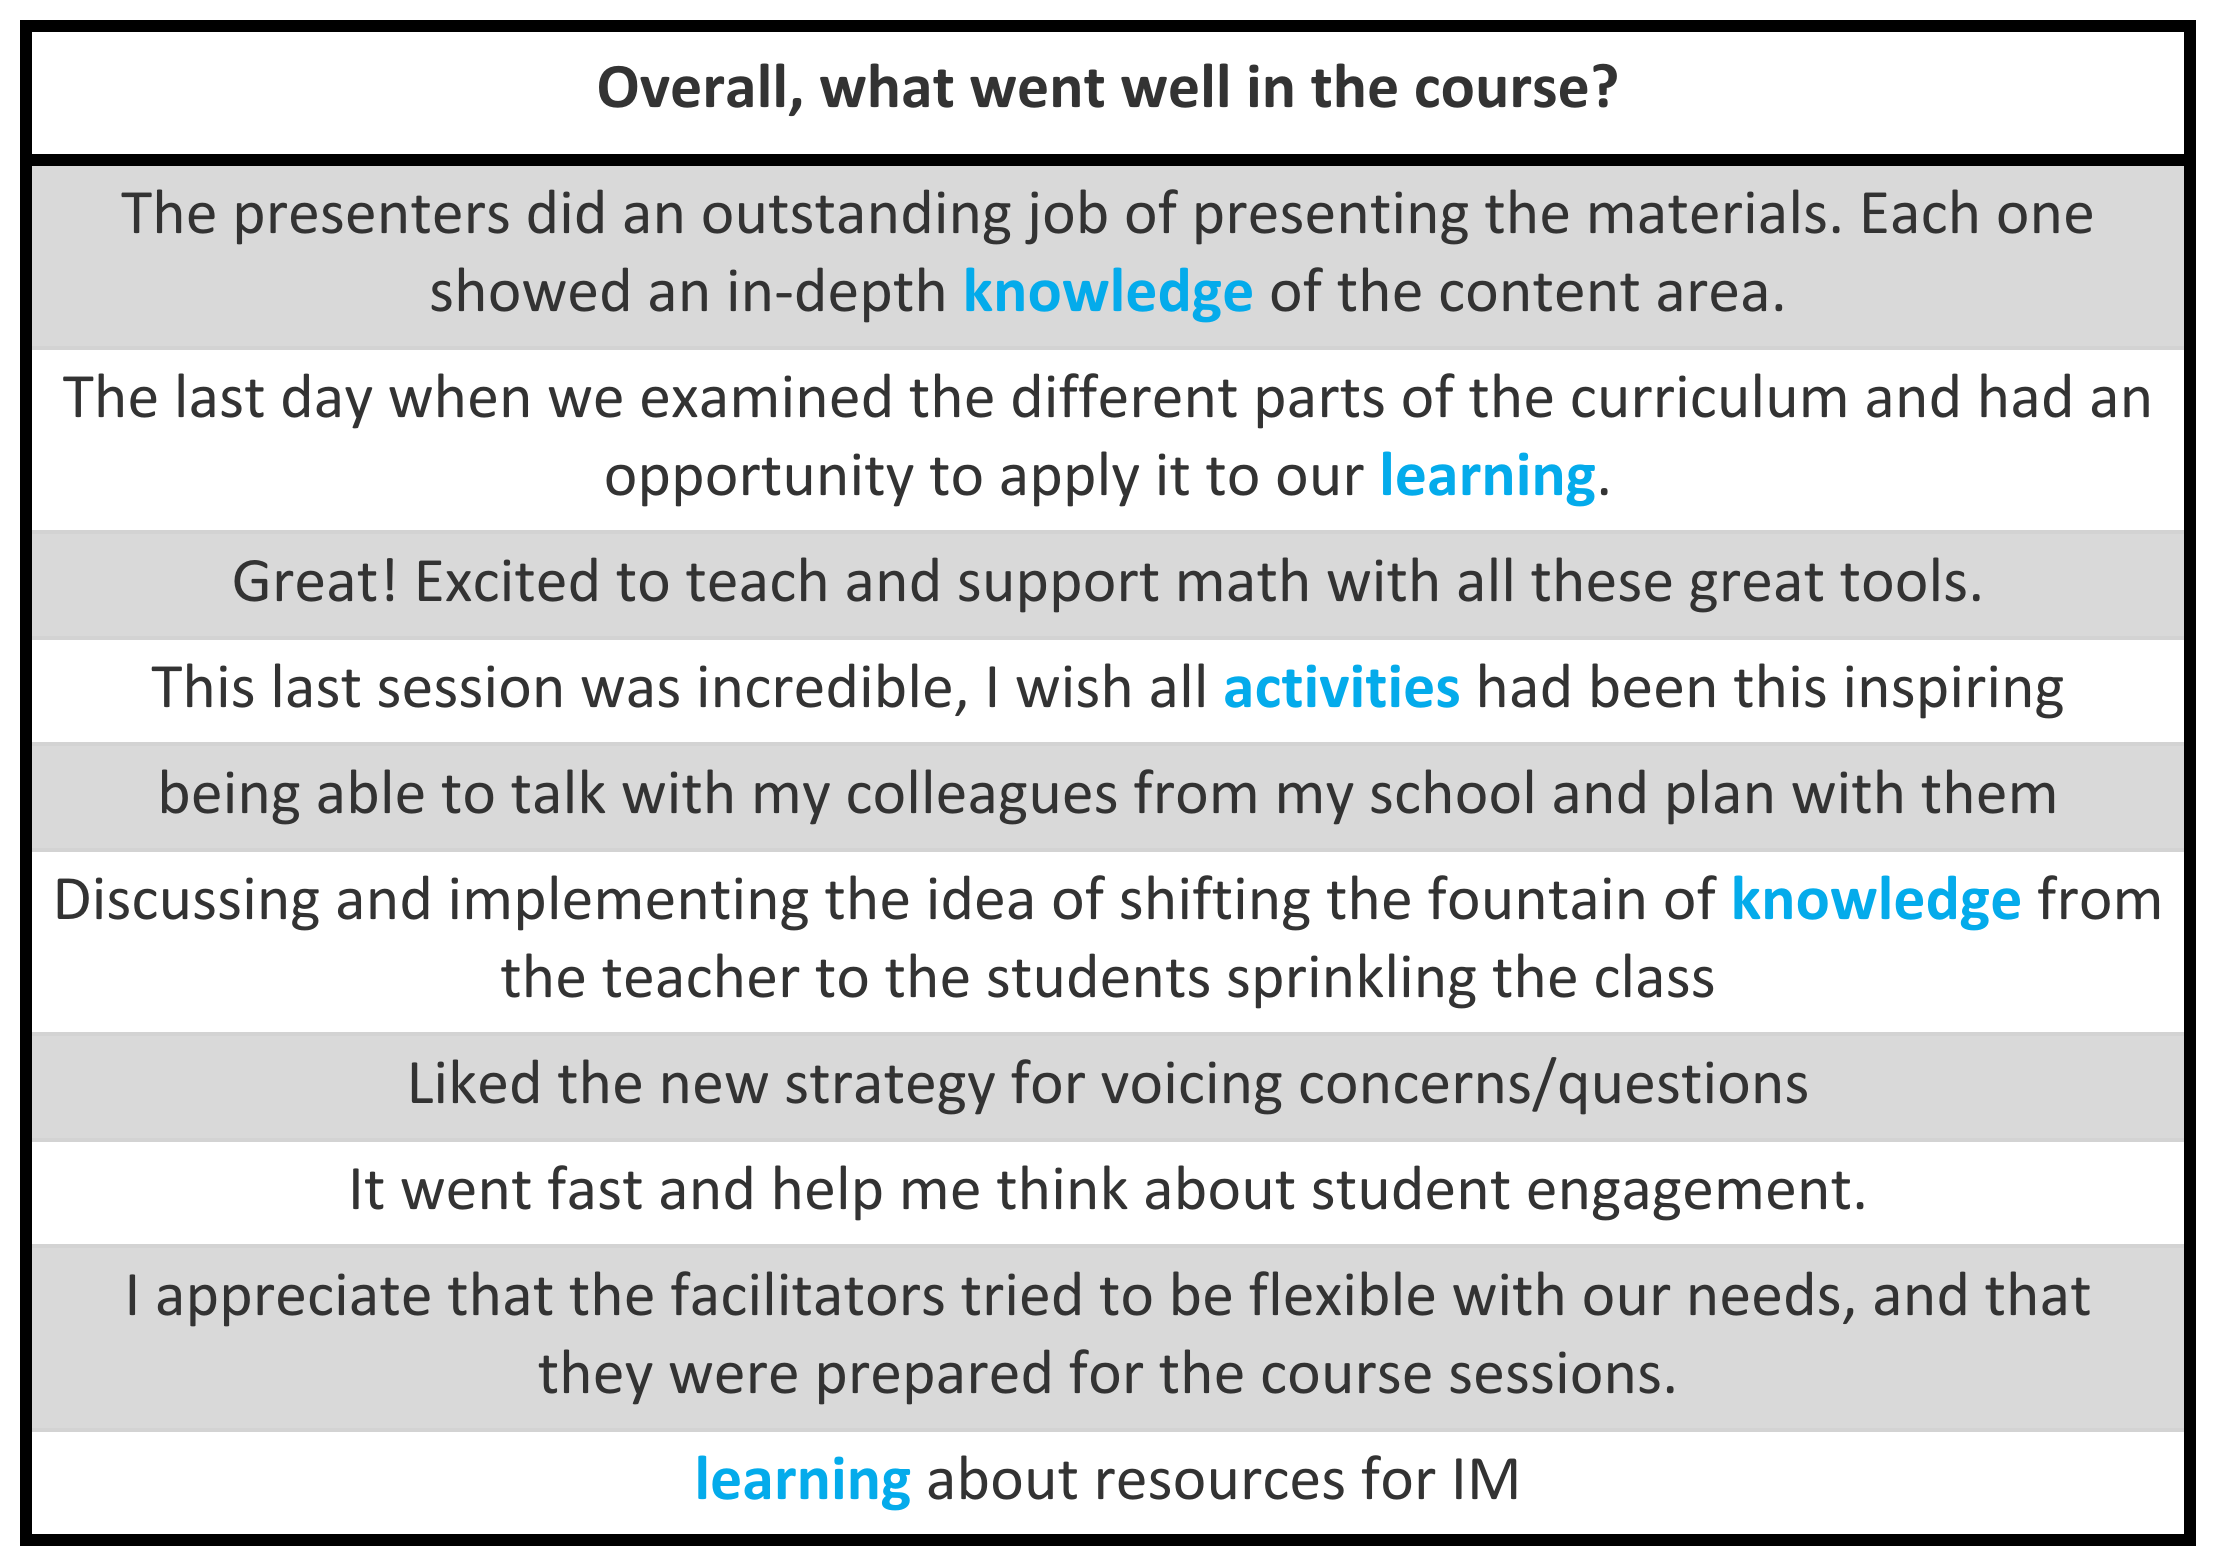 Overall, what went well in the course?
The presenters did an outstanding job of presenting the materials. Each one
showed an in-depth knowledge of the content area.
The last day when we examined the different parts of the curriculum and had an
opportunity to apply it to our learning.
Great! Excited to teach and support math with all these great tools.
This last session was incredible, I wish all activities had been this inspiring
being able to talk with my colleagues from my school and plan with them
Discussing and implementing the idea of shifting the fountain of knowledge from
the teacher to the students sprinkling the class
Liked the new strategy for voicing concerns/questions
It went fast and help me think about student engagement.
I appreciate that the facilitators tried to be flexible with our needs, and that
they were prepared for the course sessions.
learning about resources for IM